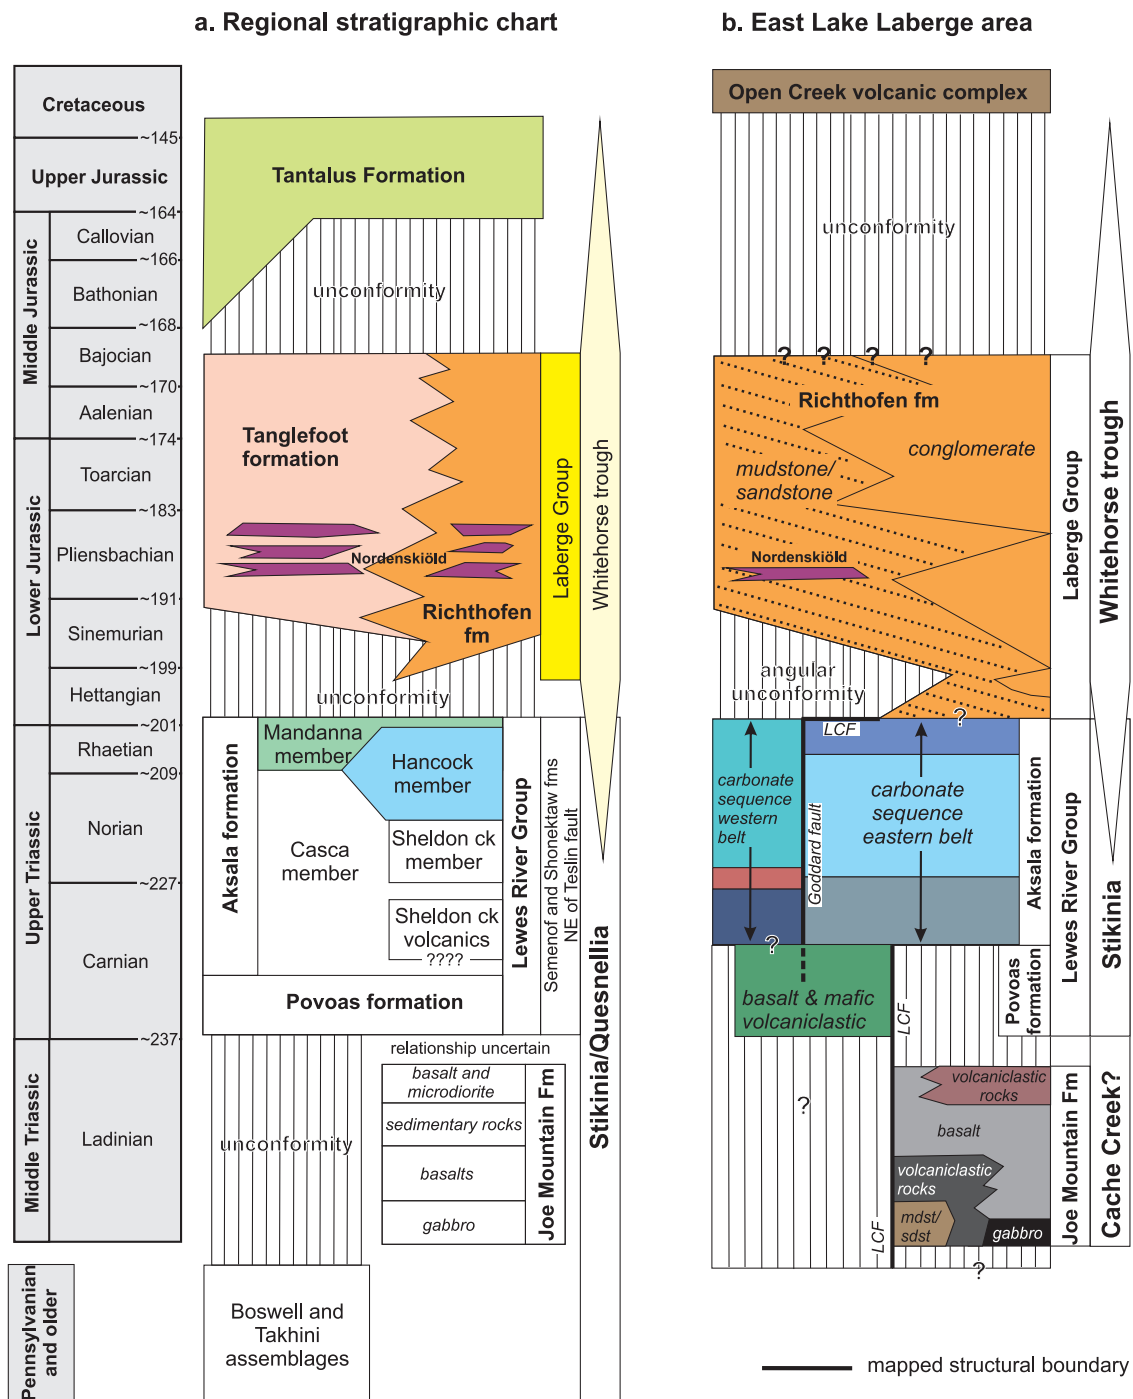 a. Regional stratigraphic chart
b. East Lake Laberge area
Cretaceous
~145
Upper Jurassic
~164
Middle Jurassic
Callovian
~166
Bathonian
~168
Bajocian
~170
Aalenian
~174
Lower Jurassic
Toarcian
~183
Pliensbachian
~191
Sinemurian
~199
Hettangian
~201
Upper Triassic
Rhaetian
~209
Norian
~227
Carnian
~237
Middle Triassic
Ladinian
Pennsylvanian
and older
Tantalus Formation
unconformity
Tanglefoot
formation
Nordenskiöld
Richthofen
fm
Laberge Group
Whitehorse trough
unconformity
Aksala formation
Mandanna
member
Hancock
member
Casca
member
Sheldon ck
member
Sheldon ck
volcanics
????
Povoas formation
Lewes River Group
Semenof and Shonektaw fms
NE of Teslin fault
Stikinia/Quesnellia
relationship uncertain
unconformity
basalt and
microdiorite
sedimentary rocks
basalts
gabbro
Joe Mountain Fm
Boswell and
Takhini
assemblages
Open Creek volcanic complex
unconformity
? ? ? ?
Richthofen fm
conglomerate
mudstone/
sandstone
Nordenskiöld
Laberge Group
Whitehorse trough
angular
unconformity
?
LCF
carbonate
sequence
western
belt
Goddard fault
carbonate
sequence
eastern belt
Aksala formation
Lewes River Group
Stikinia
?
basalt & mafic
volcaniclastic
LCF
Povoas
formation
?
volcaniclastic
rocks
basalt
volcaniclastic
rocks
mdst/
sdst
gabbro
LCF
?
Joe Mountain Fm
Cache Creek?
mapped structural boundary